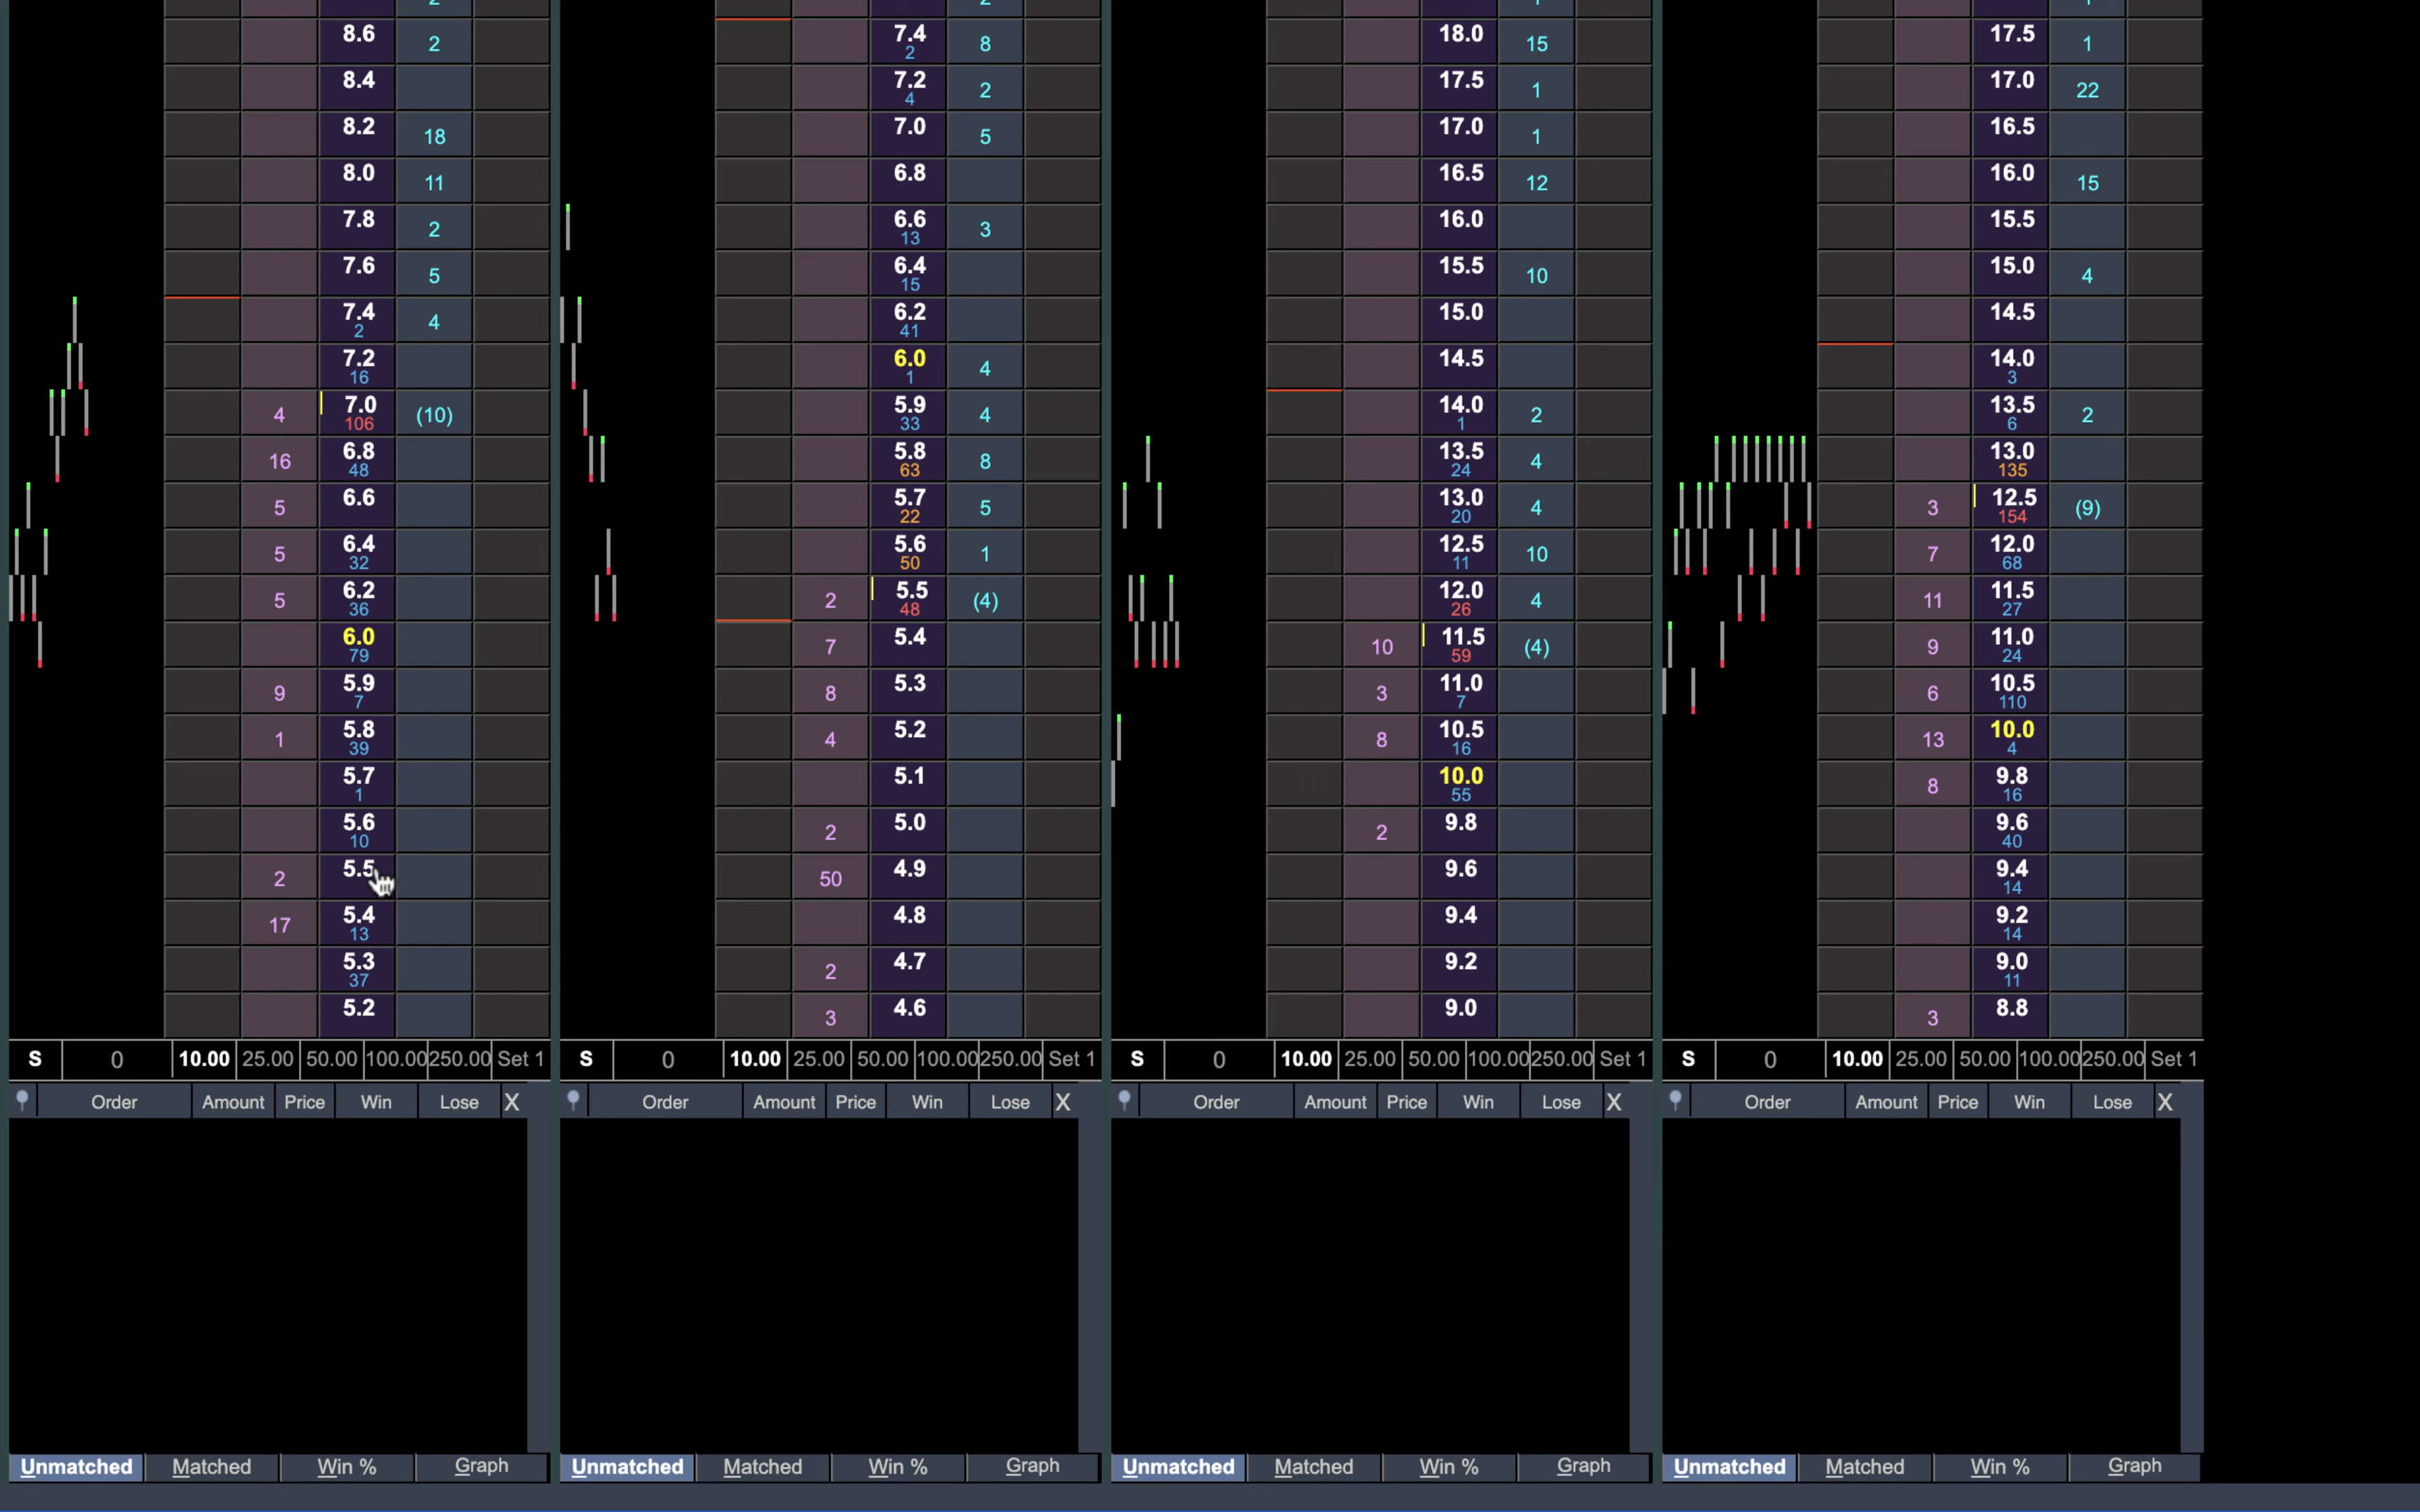 2 2 1 1
8.6 2 7.4 8 18.0 15 17.5 1
2
8.4 7.2 2 17.5 1 17.0 22
4
8.2 18 7.0 5 17.0 1 16.5
8.0 11 6.8 16.5 12 16.0 15
7.8 2 6.6 3 16.0 15.5
13
7.6 5 6.4 15.5 10 15.0 4
15
7.4 4 6.2 15.0 14.5
2 41
7.2 6.0 4 14.5 14.0
16 1 3
4 7.0 (10) 5.9 4 14.0 2 13.5 2
106 33 1 6
16 6.8 5.8 8 13.5 4 13.0
48 63 24 135
5 6.6 5.7 5 13.0 4 3 12.5 (9)
22 20 154
5 6.4 5.6 1 12.5 10 7 12.0
32 50 11 68
5 6.2 2 5.5 (4) 12.0 4 11 11.5
36 48 26 27
6.0 7 5.4 10 11.5 (4) 9 11.0
79 59 24
9 5.9 8 5.3 3 11.0 6 10.5
7 7 110
1 5.8 4 5.2 8 10.5 13 10.0
39 16 4
5.7 5.1 10.0 8 9.8
1 55 16
5.6 2 5.0 2 9.8 9.6
10 40
2 5.5 50 4.9 9.6 9.4
14
17 5.4 4.8 9.4 9.2
13 14
5.3 2 4.7 9.2 9.0
37 11
5.2 3 4.6 9.0 3 8.8
S 0 10.00 25.00 50.00 100.00 250.00 Set 1 S 0 10.00 25.00 50.00 100.00 250.00 Set 1 S 0 10.00 25.00 50.00 100.00 250.00 Set 1 S 0 10.00 25.00 50.00 100.00 250.00 Set 1
Order Amount Price Win Lose X Order Amount Price Win Lose X Order Amount Price Win Lose X Order Amount Price Win Lose X
Unmatched Matched Win % Graph Unmatched Matched Win % Graph Unmatched Matched Win % Graph Unmatched Matched Win % Graph